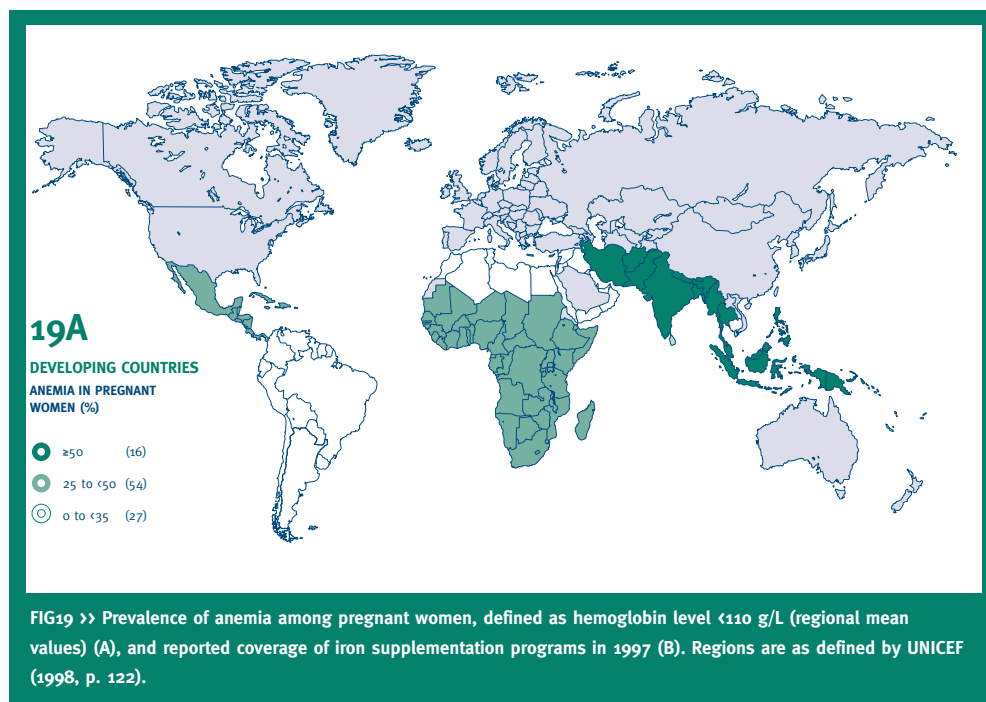 19A
DEVELOPING COUNTRIES
ANEMIA IN PREGNANT
WOMEN (%)
≥50 (16)
25 to <50 (54)
0 to <35 (27)
FIG19 >> Prevalence of anemia among pregnant women, defined as hemoglobin level <110 g/L (regional mean
values) (A), and reported coverage of iron supplementation programs in 1997 (B). Regions are as defined by UNICEF
(1998, p. 122).